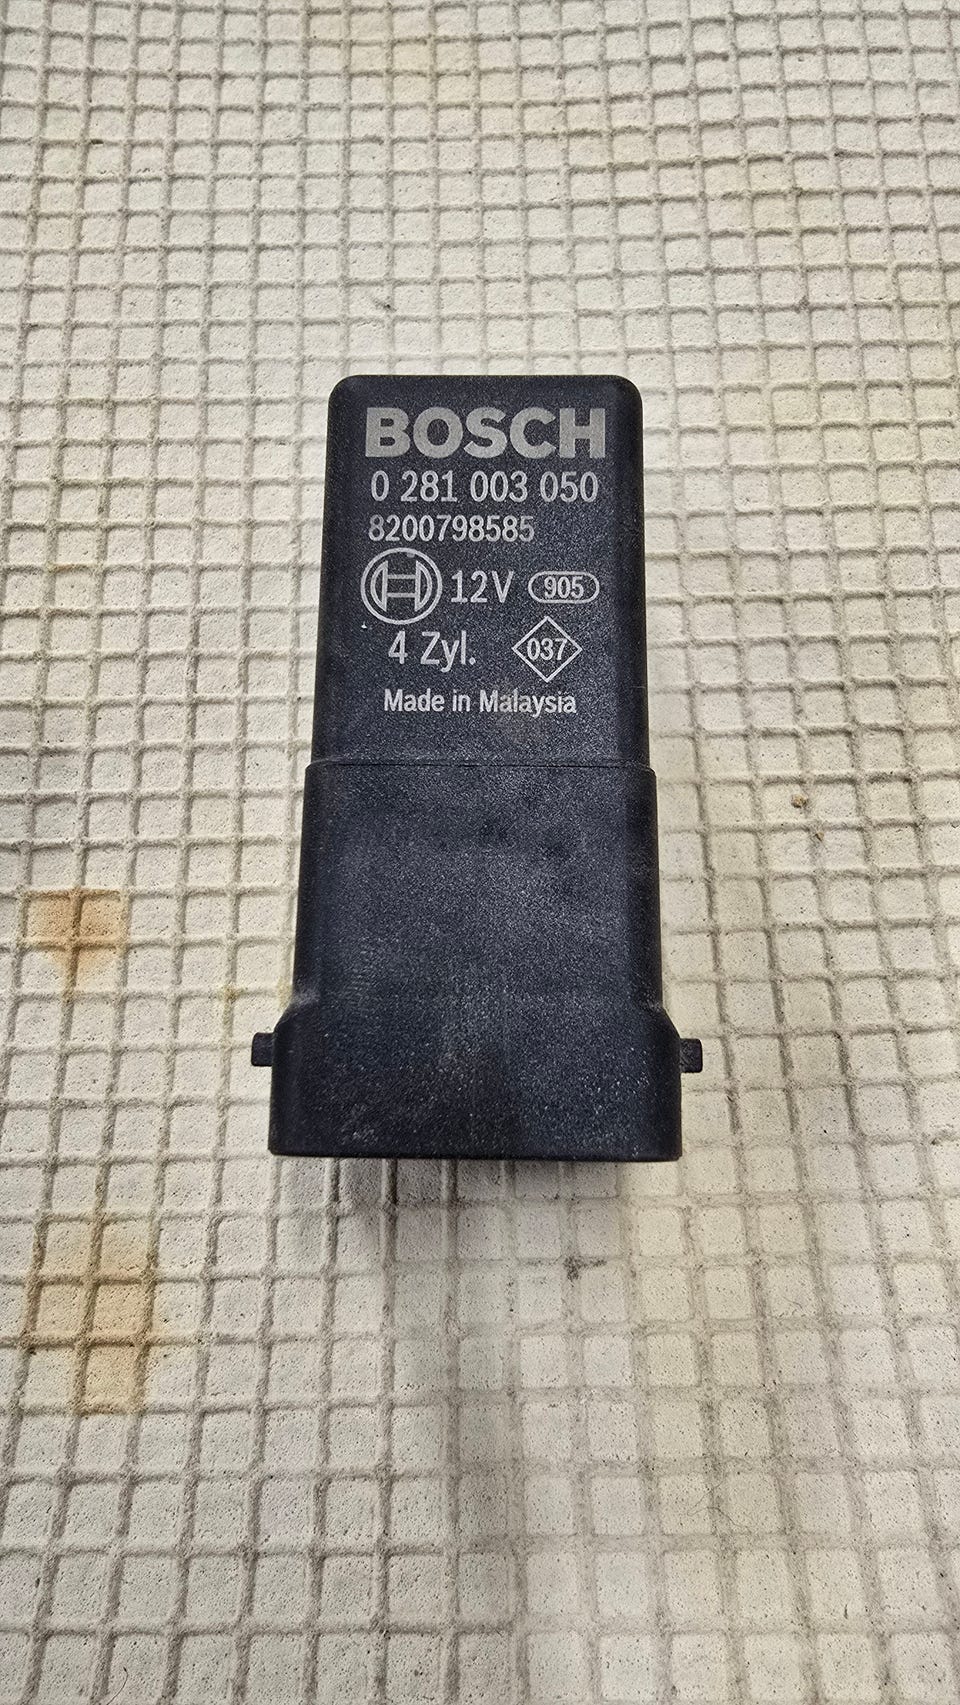 BOSCH
0 281 003 050
8200798585
12V 905
4 Zyl. 037
Made in Malaysia